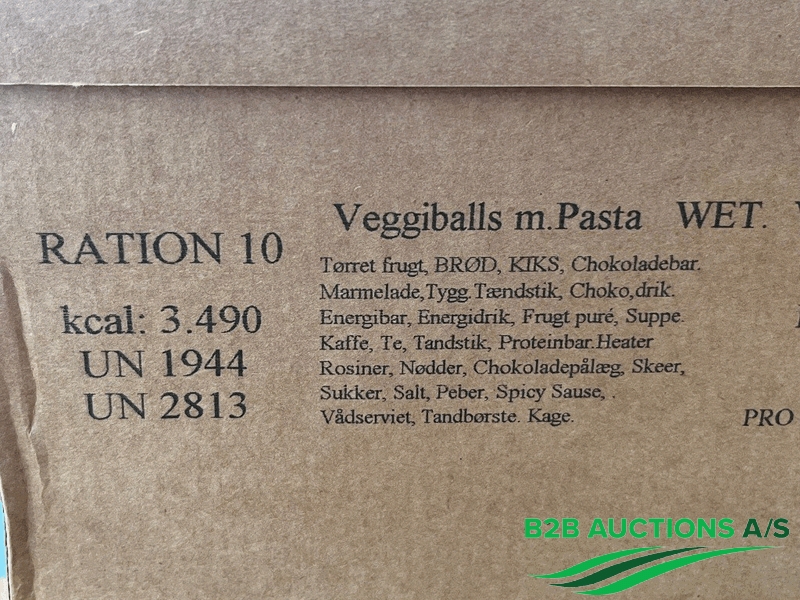 Veggiballs m.Pasta WET.
RATION 10
kcal: 3.490
UN 1944
UN 2813
Tørret frugt, BRØD, KIKS, Chokoladebar.
Marmelade,Tygg.Tændstik, Choko,drik.
Energibar, Energidrik, Frugt puré, Suppe.
Kaffe, Te, Tandstik, Proteinbar.Heater
Rosiner, Nødder, Chokoladepålæg, Skeer,
Sukker, Salt, Peber, Spicy Sause, .
Vådserviet, Tandbørste. Kage.
PRO
B2B AUCTIONS A/S